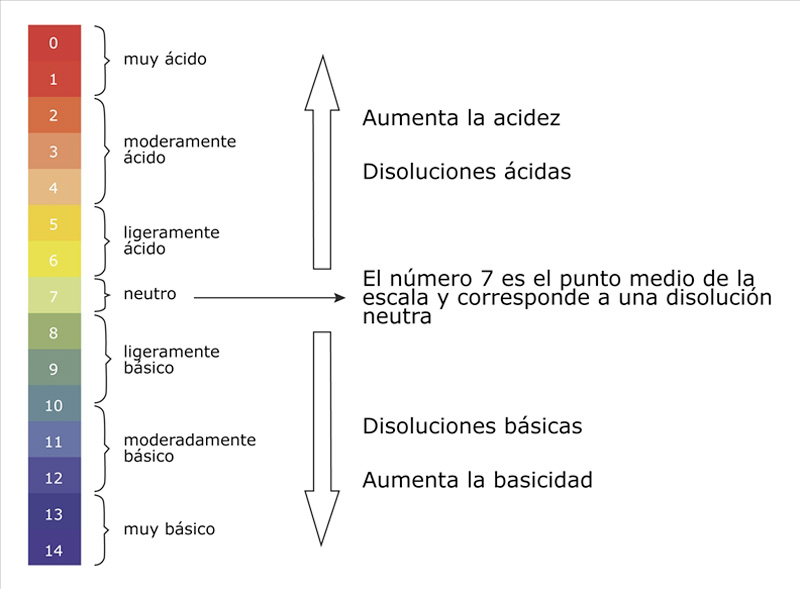 0
1
2
3
4
5
6
7
8
9
10
11
12
13
14
muy ácido
moderamente
ácido
ligeramente
ácido
neutro
ligeramente
básico
moderadamente
básico
muy básico
Aumenta la acidez
Disoluciones ácidas
El número 7 es el punto medio de la
escala y corresponde a una disolución
neutra
Disoluciones básicas
Aumenta la basicidad